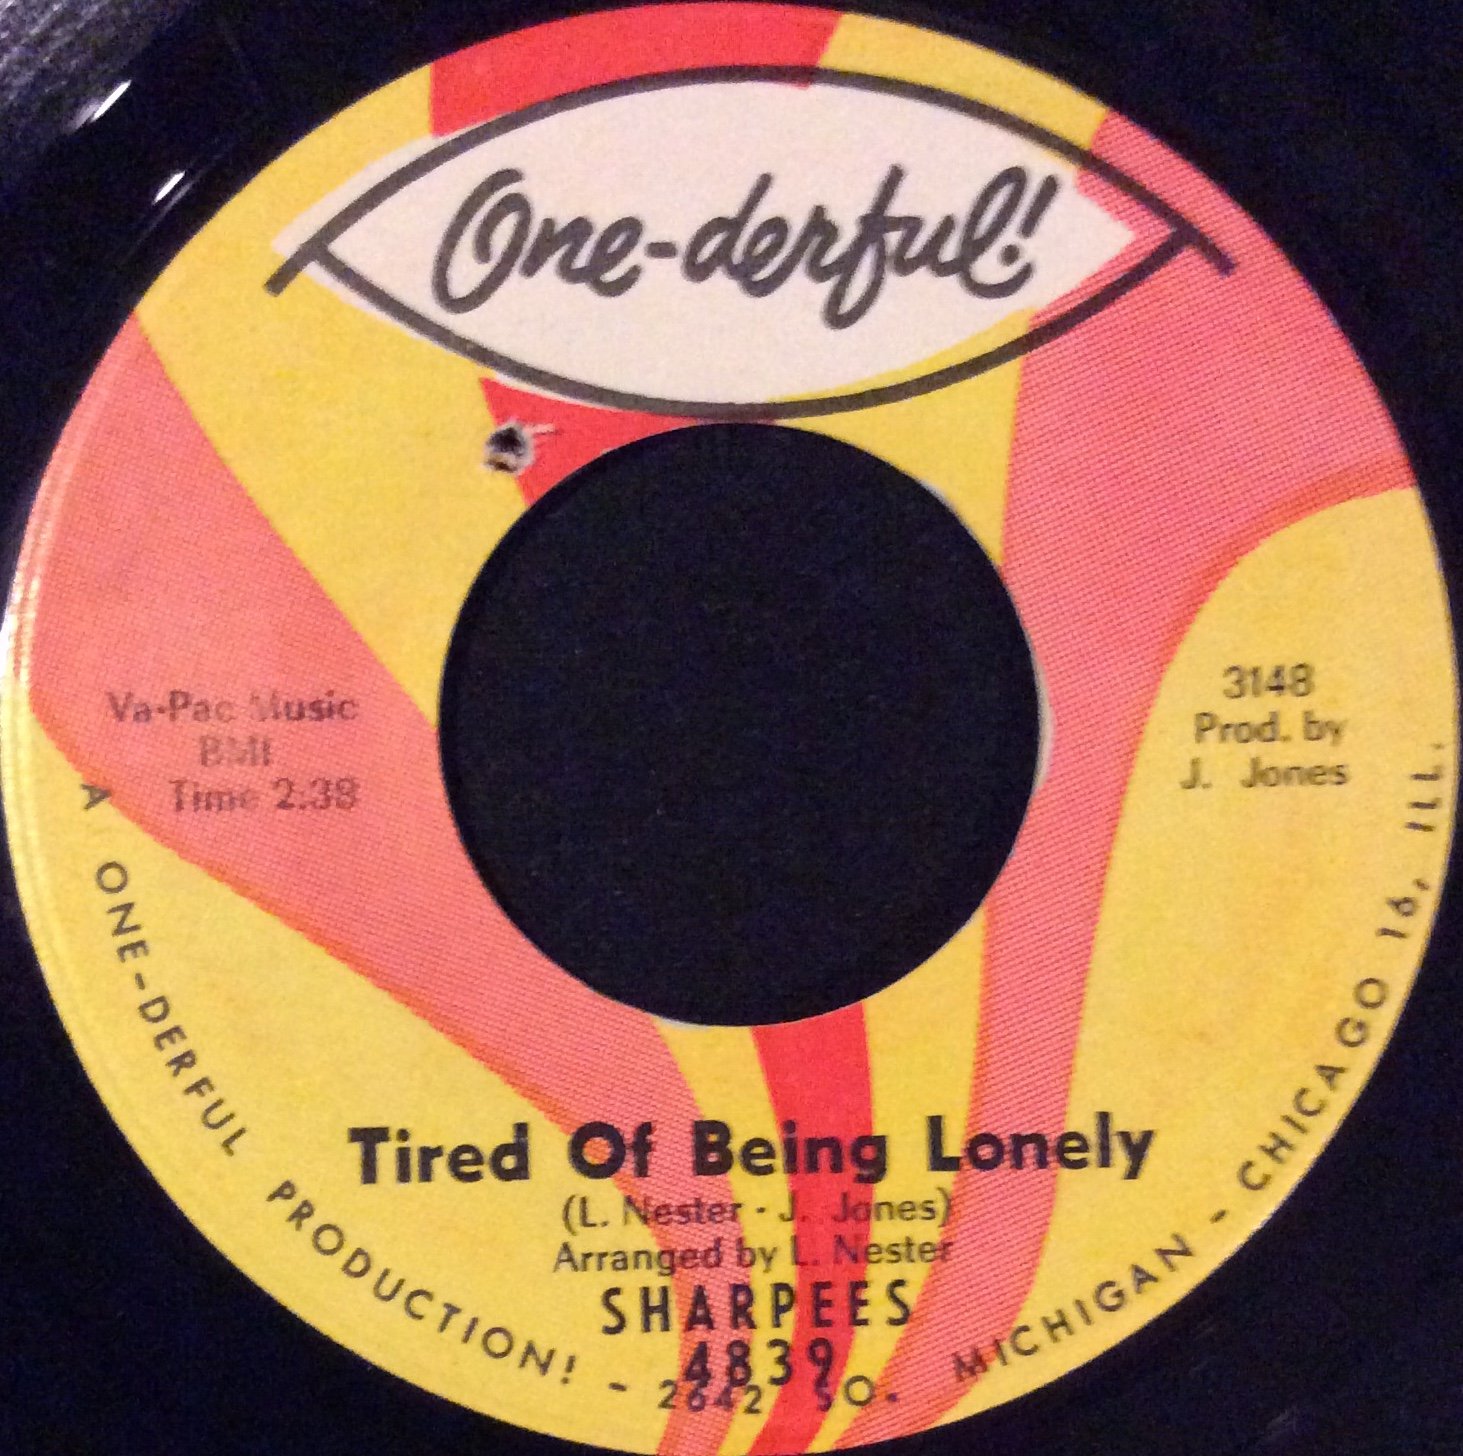 One-derful!
Va-Pac Music
BMI
Time 2:38
3148
Prod. by
J. Jones
Tired Of Being Lonely
(L. Nester · J. Jones)
Arranged by L. Nester
SHARPEES
4839
A ONE-DERFUL PRODUCTION! - 2642 SO. MICHIGAN - CHICAGO 16, ILL.